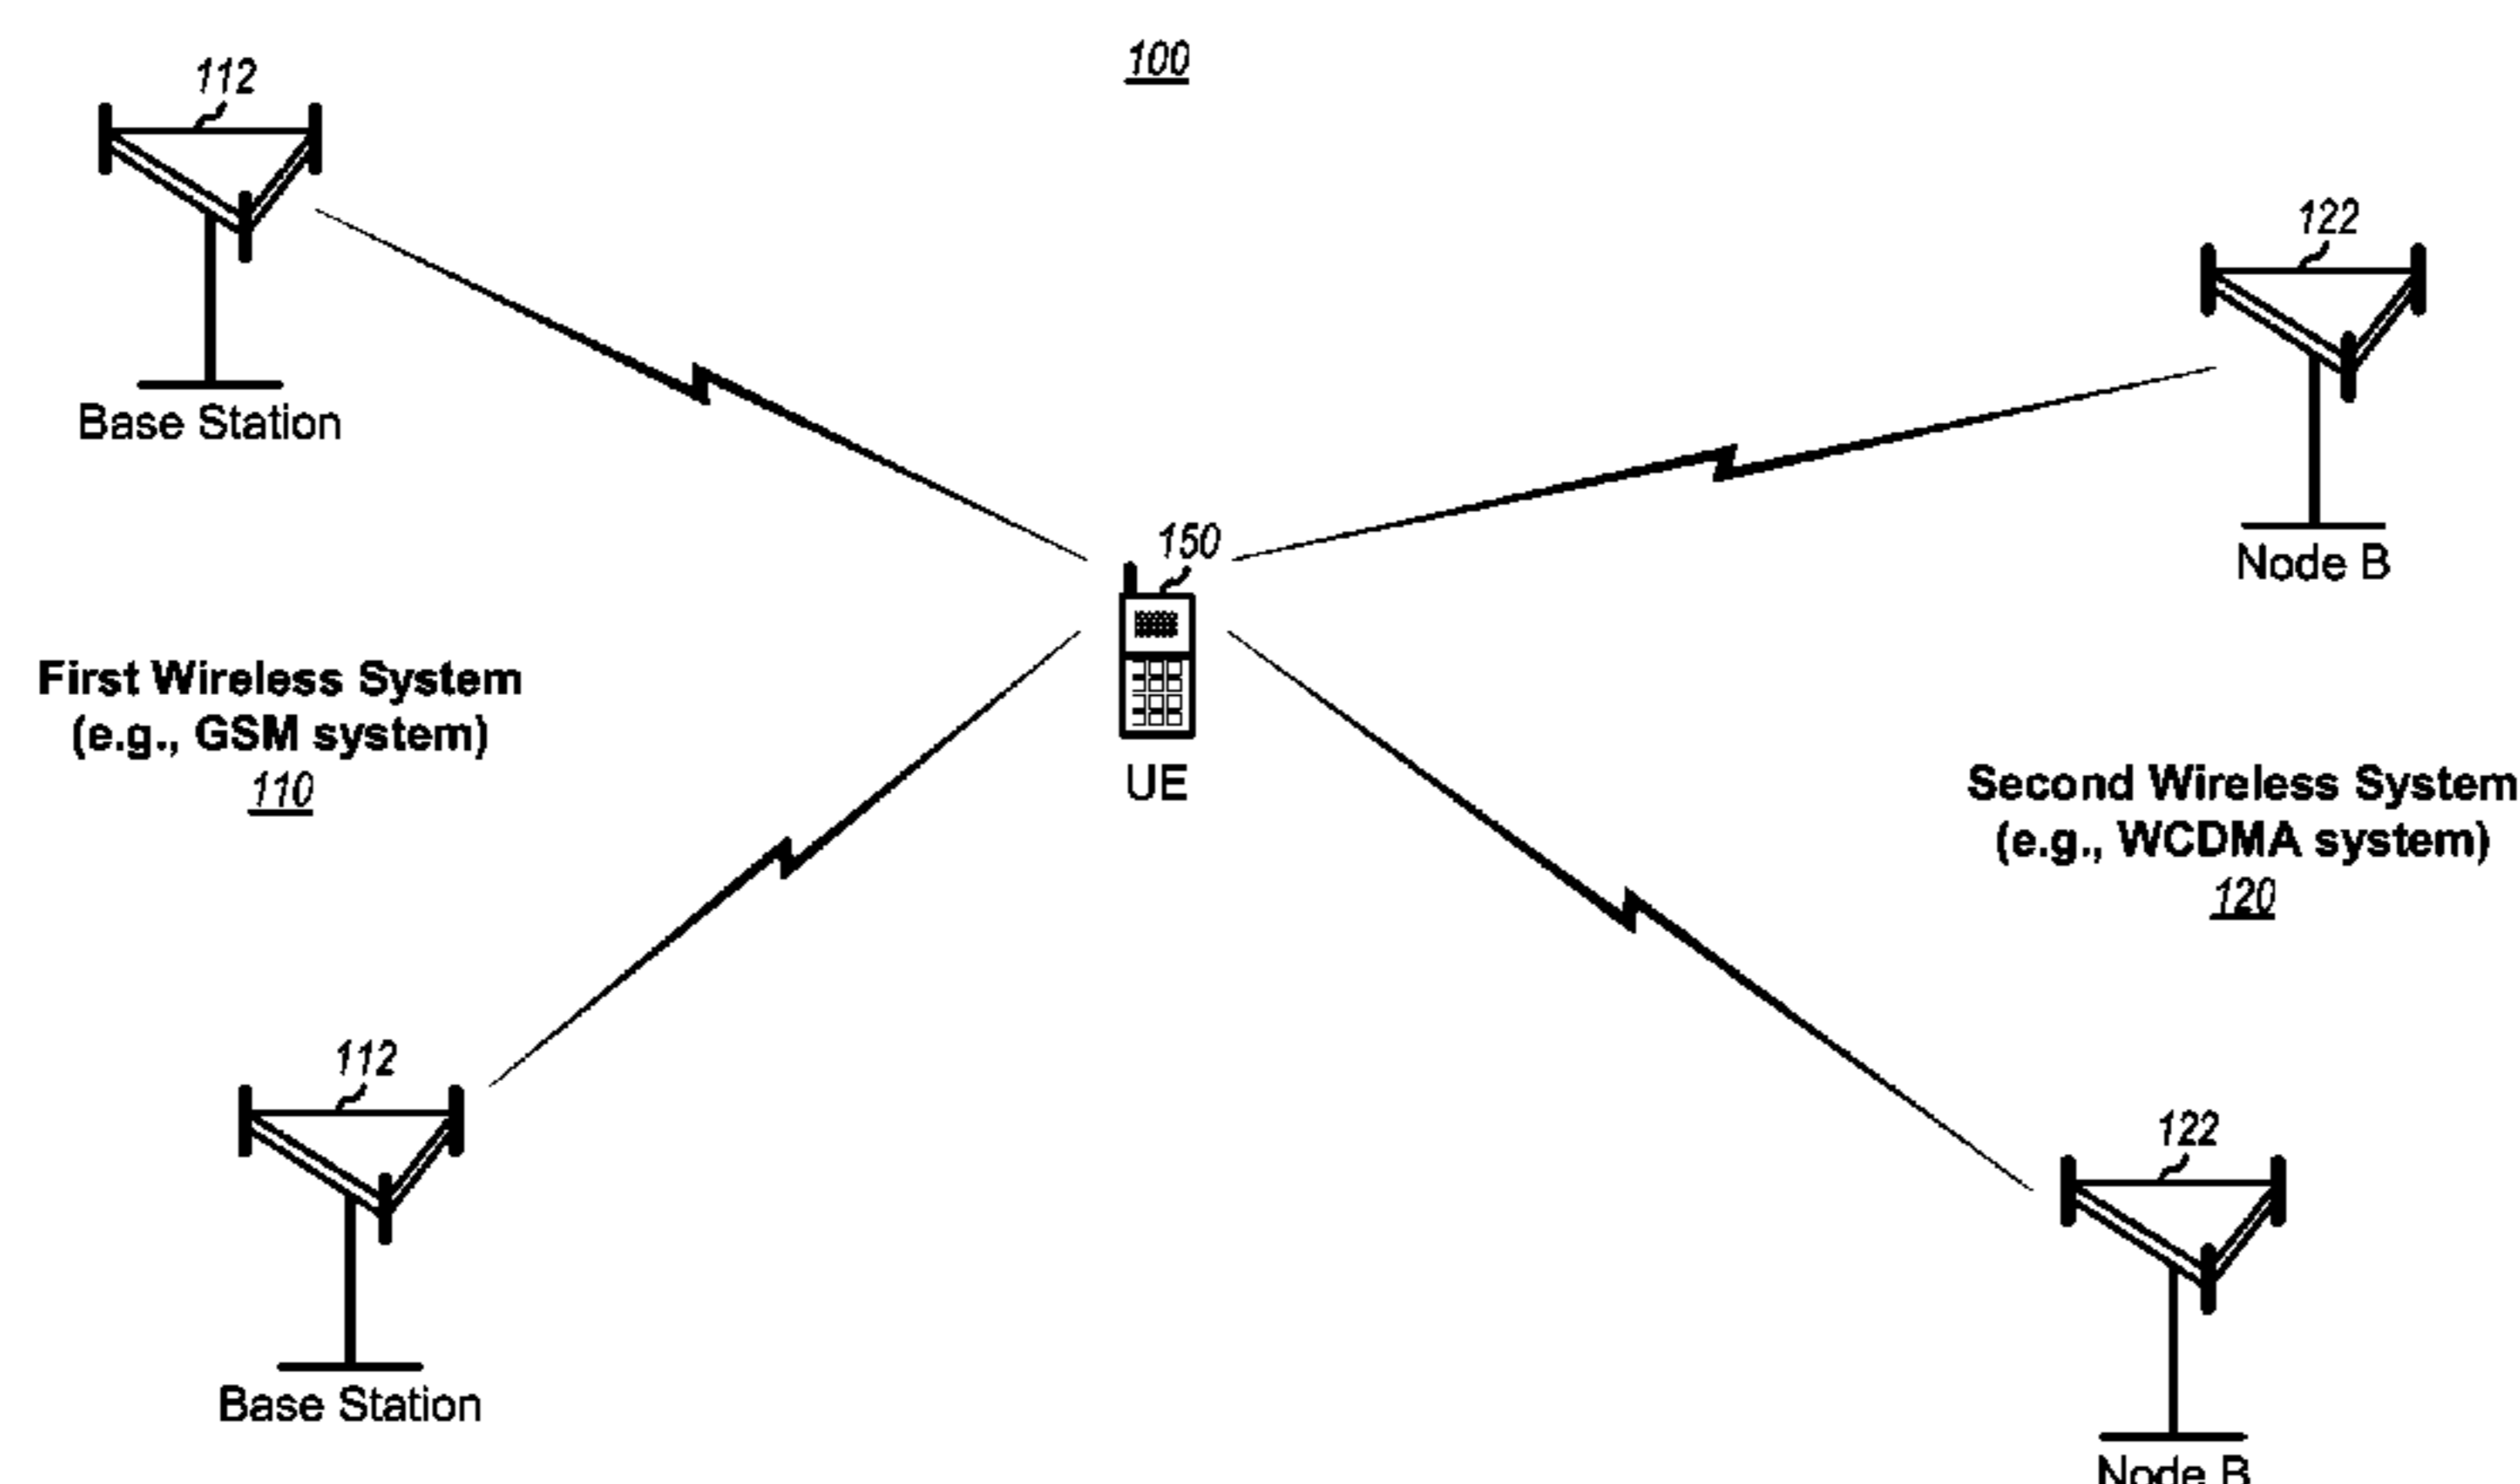 100
112
Base Station
122
Node B
150
UE
First Wireless System
(e.g., GSM system)
110
Second Wireless System
(e.g., WCDMA system)
120
112
Base Station
122
Node B